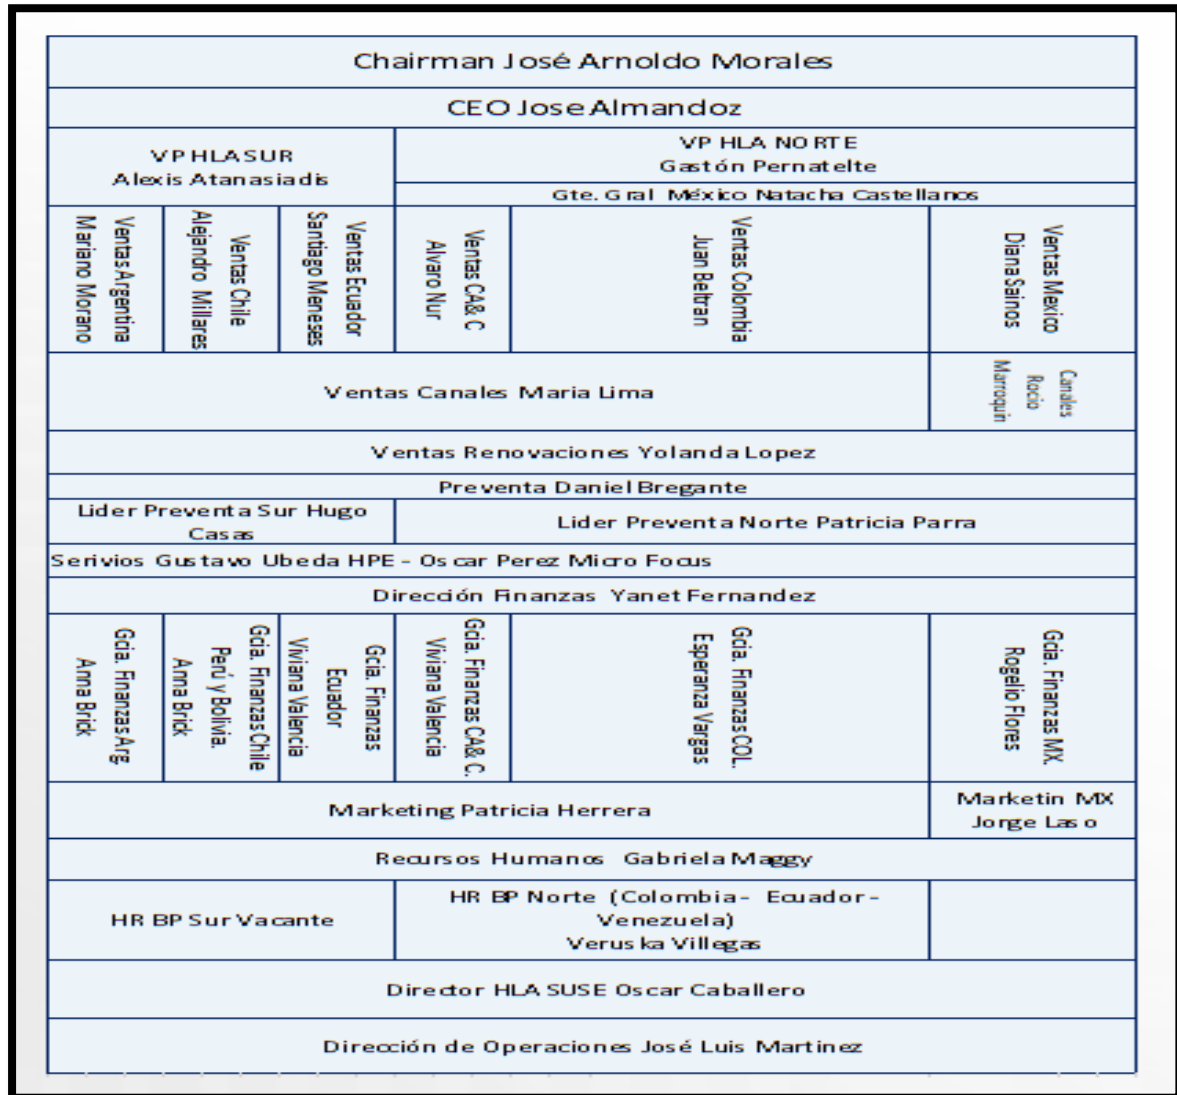 Chairman José Arnoldo Morales
CEO Jose Almandoz
VP HLA SUR
Alexis Atanasiadis
VP HLA NORTE
Gastón Pernatelte
Gte. Gral México Natacha Castellanos
Ventas Argentina
Mariano Morano
Ventas Chile
Alejandro Millares
Ventas Ecuador
Santiago Meneses
Ventas CA& C
Alvaro Nur
Ventas Colombia
Juan Beltran
Ventas Mexico
Diana Sainos
Ventas Canales Maria Lima
Canales
Rocio
Marroquin
Ventas Renovaciones Yolanda Lopez
Preventa Daniel Bregante
Lider Preventa Sur Hugo
Casas
Lider Preventa Norte Patricia Parra
Serivios Gustavo Ubeda HPE - Oscar Perez Micro Focus
Dirección Finanzas Yanet Fernandez
Gcia. Finanzas Arg
Anna Brick
Gcia. Finanzas Chile
Perú y Bolivia.
Anna Brick
Gcia. Finanzas
Ecuador
Viviana Valencia
Gcia. Finanzas CA& C.
Viviana Valencia
Gcia. Finanzas COL.
Esperanza Vargas
Gcia. Finanzas MX.
Rogelio Flores
Marketing Patricia Herrera
Marketin MX
Jorge Laso
Recursos Humanos Gabriela Maggy
HR BP Sur Vacante
HR BP Norte (Colombia- Ecuador-
Venezuela)
Veruska Villegas
Director HLA SUSE Oscar Caballero
Dirección de Operaciones José Luis Martinez